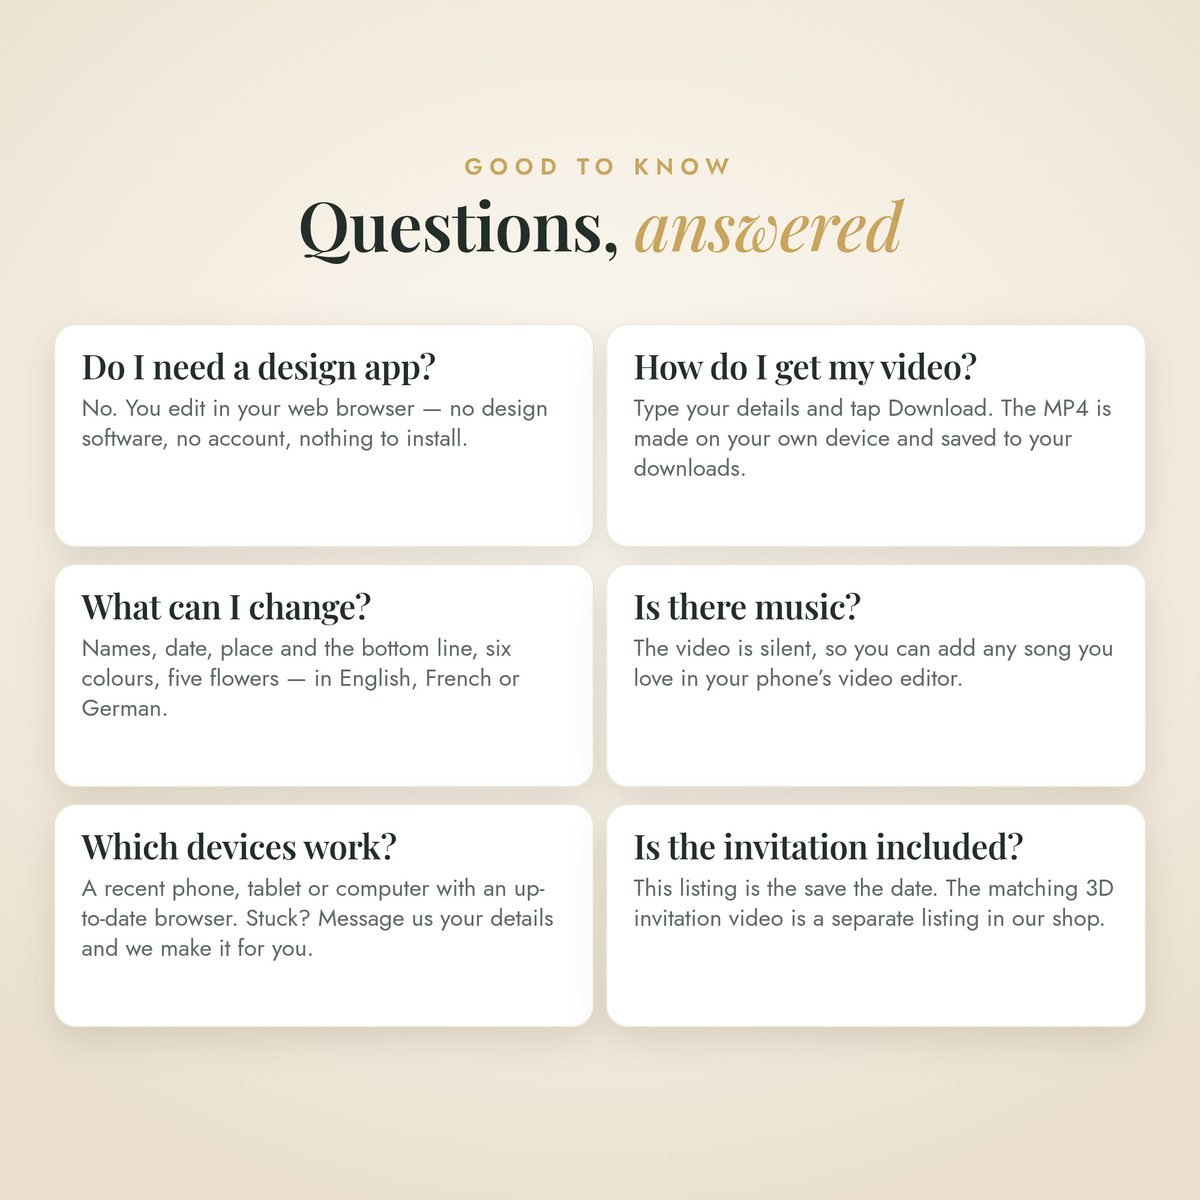 GOOD TO KNOW
Questions, answered
Do I need a design app?
No. You edit in your web browser — no design
software, no account, nothing to install.
How do I get my video?
Type your details and tap Download. The MP4 is
made on your own device and saved to your
downloads.
What can I change?
Names, date, place and the bottom line, six
colours, five flowers — in English, French or
German.
Is there music?
The video is silent, so you can add any song you
love in your phone’s video editor.
Which devices work?
A recent phone, tablet or computer with an up-
to-date browser. Stuck? Message us your details
and we make it for you.
Is the invitation included?
This listing is the save the date. The matching 3D
invitation video is a separate listing in our shop.